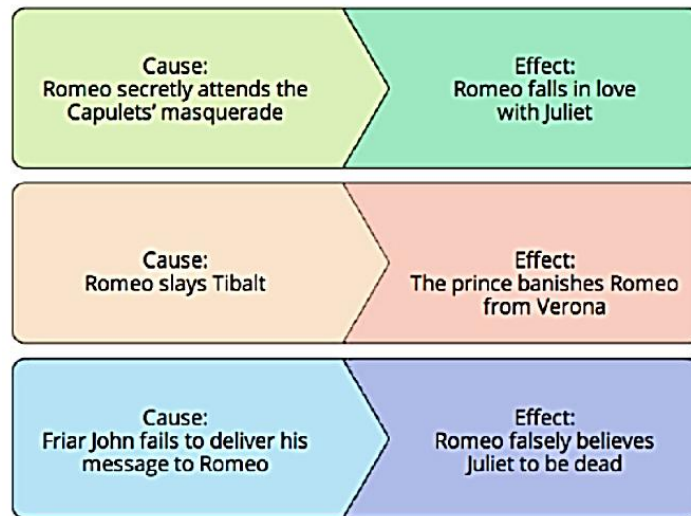 Cause:
Romeo secretly attends the
Capulets’ masquerade
Effect:
Romeo falls in love
with Juliet
Cause:
Romeo slays Tibalt
Effect:
The prince banishes Romeo
from Verona
Cause:
Friar John fails to deliver his
message to Romeo
Effect:
Romeo falsely believes
Juliet to be dead